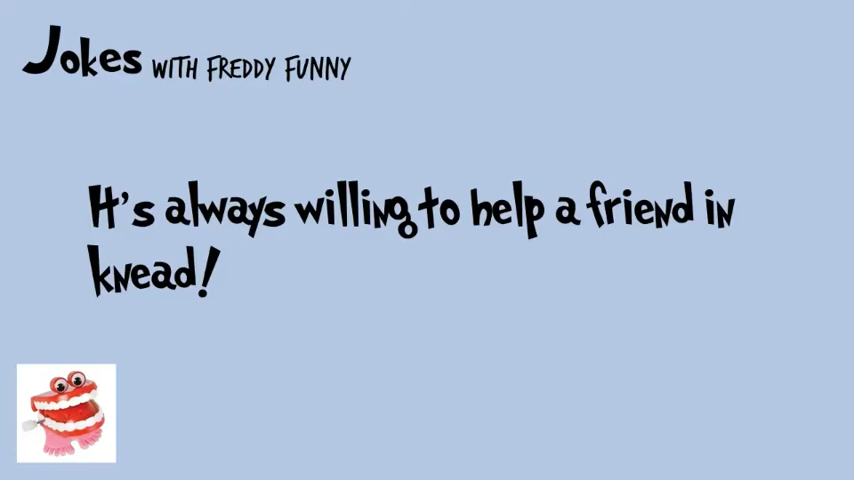 Jokes WITH FREDDY FUNNY
It's always willing to help a friend in
knead!